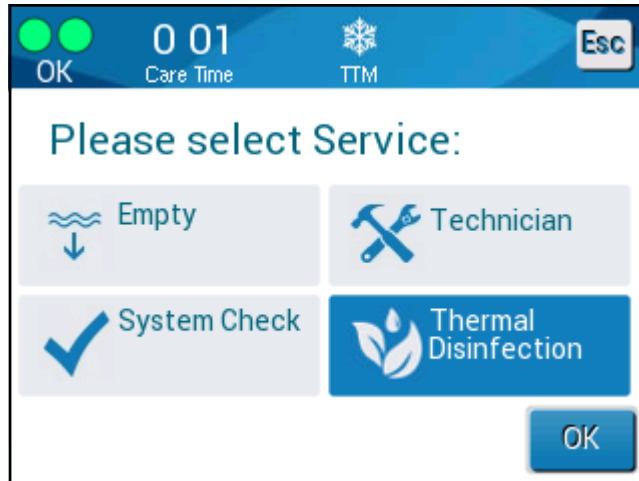 OK
0 01
Care Time
TTM
Esc
Please select Service:
Empty
Technician
System Check
Thermal
Disinfection
OK